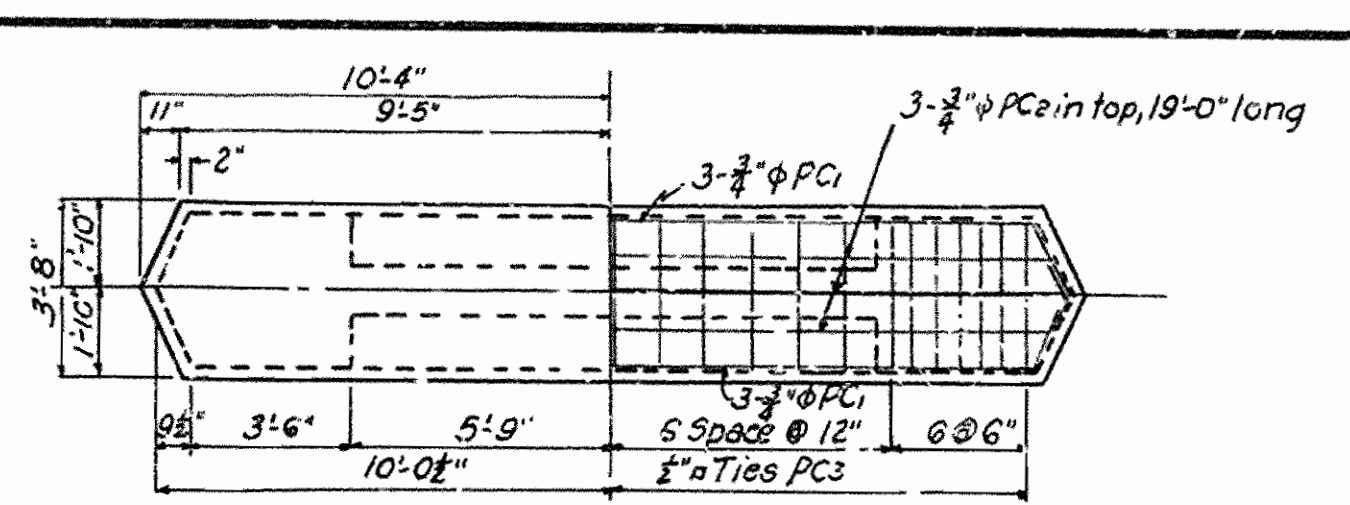 10'-4"
11"
9'-5"
3-3/4"ϕ PC2 in top, 19'-0" long
2"
3-3/4"ϕ PC1
3'-8"
1'-10"
1'-10"
3-3/4"ϕ PC1
9½"
3'-6"
5'-9"
Space @ 12"
6 @ 6"
10'-0½"
½"▫ Ties PC3